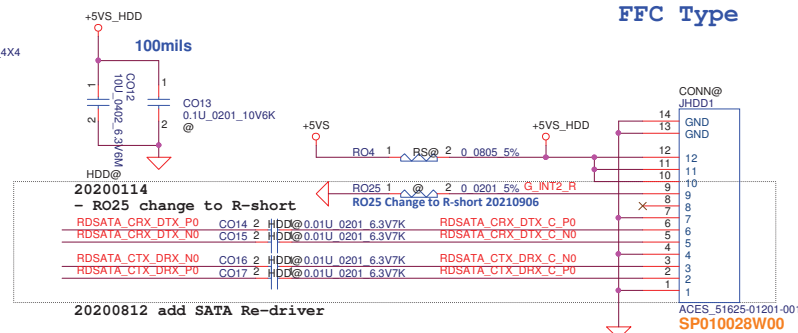 FFC Type
+5VS_HDD
4X4
100mils
1
1
CO12
10U_0402_6.3V6M
CO13
0.1U_0201_10V6K
@
2
2
HDD@
CONN@
JHDD1
+5VS
+5VS_HDD
14 GND
13 GND
RO4 1 RS@ 2 0_0805_5%
12 12
11 11
10 10
20200114
RO25 1 @ 2 0_0201_5% G_INT2_R
9 9
- RO25 change to R-short
RO25 Change to R-short 20210906
8 8
7 7
RDSATA_CRX_DTX_P0 CO14 2 HDD@ 0.01U_0201_6.3V7K RDSATA_CRX_DTX_C_P0 6 6
RDSATA_CRX_DTX_N0 CO15 2 HDD@ 0.01U_0201_6.3V7K RDSATA_CRX_DTX_C_N0 5 5
4 4
RDSATA_CTX_DRX_N0 CO16 2 HDD@ 0.01U_0201_6.3V7K RDSATA_CTX_DRX_C_N0 3 3
RDSATA_CTX_DRX_P0 CO17 2 HDD@ 0.01U_0201_6.3V7K RDSATA_CTX_DRX_C_P0 2 2
1 1
20200812 add SATA Re-driver
ACES_51625-01201-001
SP010028W00